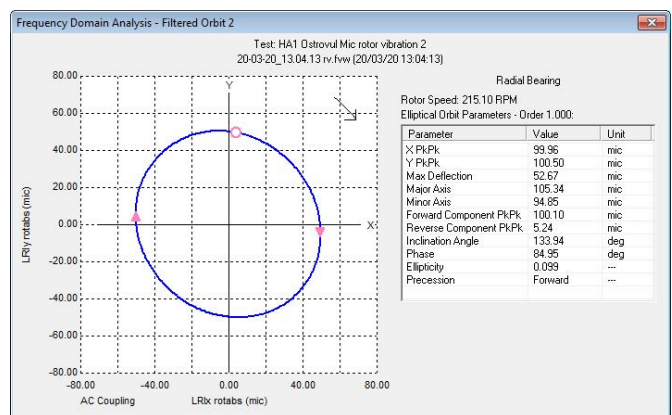 Frequency Domain Analysis - Filtered Orbit 2
Test: HA1 Ostrovul Mic rotor vibration 2
20-03-20_13.04.13 rv.fvw (20/03/20 13:04:13)
Radial Bearing
Rotor Speed: 215.10 RPM
Elliptical Orbit Parameters - Order 1.000:
Parameter Value Unit
X PkPk 99.96 mic
Y PkPk 100.50 mic
Max Deflection 52.67 mic
Major Axis 105.34 mic
Minor Axis 94.85 mic
Forward Component PkPk 100.10 mic
Reverse Component PkPk 5.24 mic
Inclination Angle 133.94 deg
Phase 84.95 deg
Ellipticity 0.099 ---
Precession Forward ---
80.00
60.00
40.00
20.00
0.00
-20.00
-40.00
-60.00
-80.00
LRIy rotabs (mic)
Y
X
-80.00 -40.00 0.00 40.00 80.00
AC Coupling LRIx rotabs (mic)